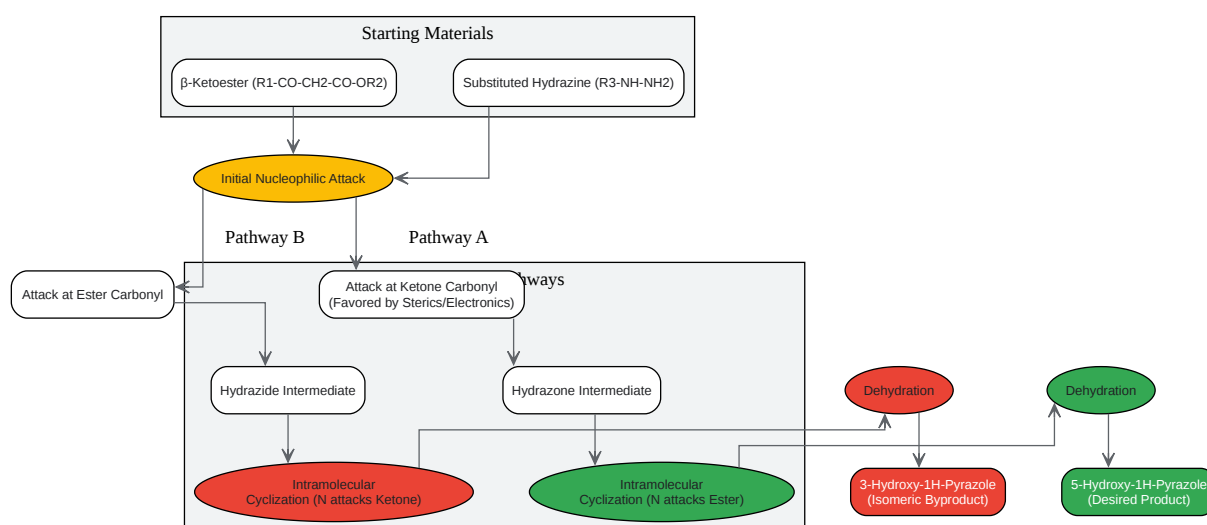 Starting Materials
β-Ketoester (R1-CO-CH2-CO-OR2)
Substituted Hydrazine (R3-NH-NH2)
Initial Nucleophilic Attack
Pathway B
Pathway A
Attack at Ester Carbonyl
Attack at Ketone Carbonyl
(Favored by Sterics/Electronics)
Hydrazide Intermediate
Hydrazone Intermediate
Dehydration
Dehydration
Intramolecular
Cyclization (N attacks Ketone)
Intramolecular
Cyclization (N attacks Ester)
3-Hydroxy-1H-Pyrazole
(Isomeric Byproduct)
5-Hydroxy-1H-Pyrazole
(Desired Product)